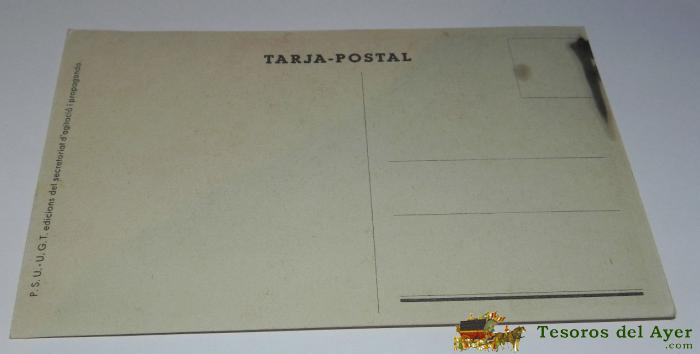 TARJA-POSTAL
P.S.U.-U.G.T. edicions del secretariat d'agitació i propaganda
Tesoros del Ayer
.com